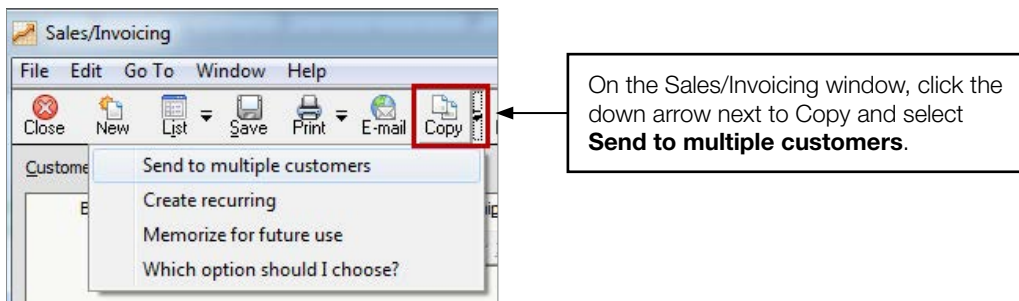 Sales/Invoicing
File Edit Go To Window Help
Close New List Save Print E-mail Copy
Custome
Send to multiple customers
Create recurring
Memorize for future use
Which option should I choose?
On the Sales/Invoicing window, click the
down arrow next to Copy and select
Send to multiple customers.